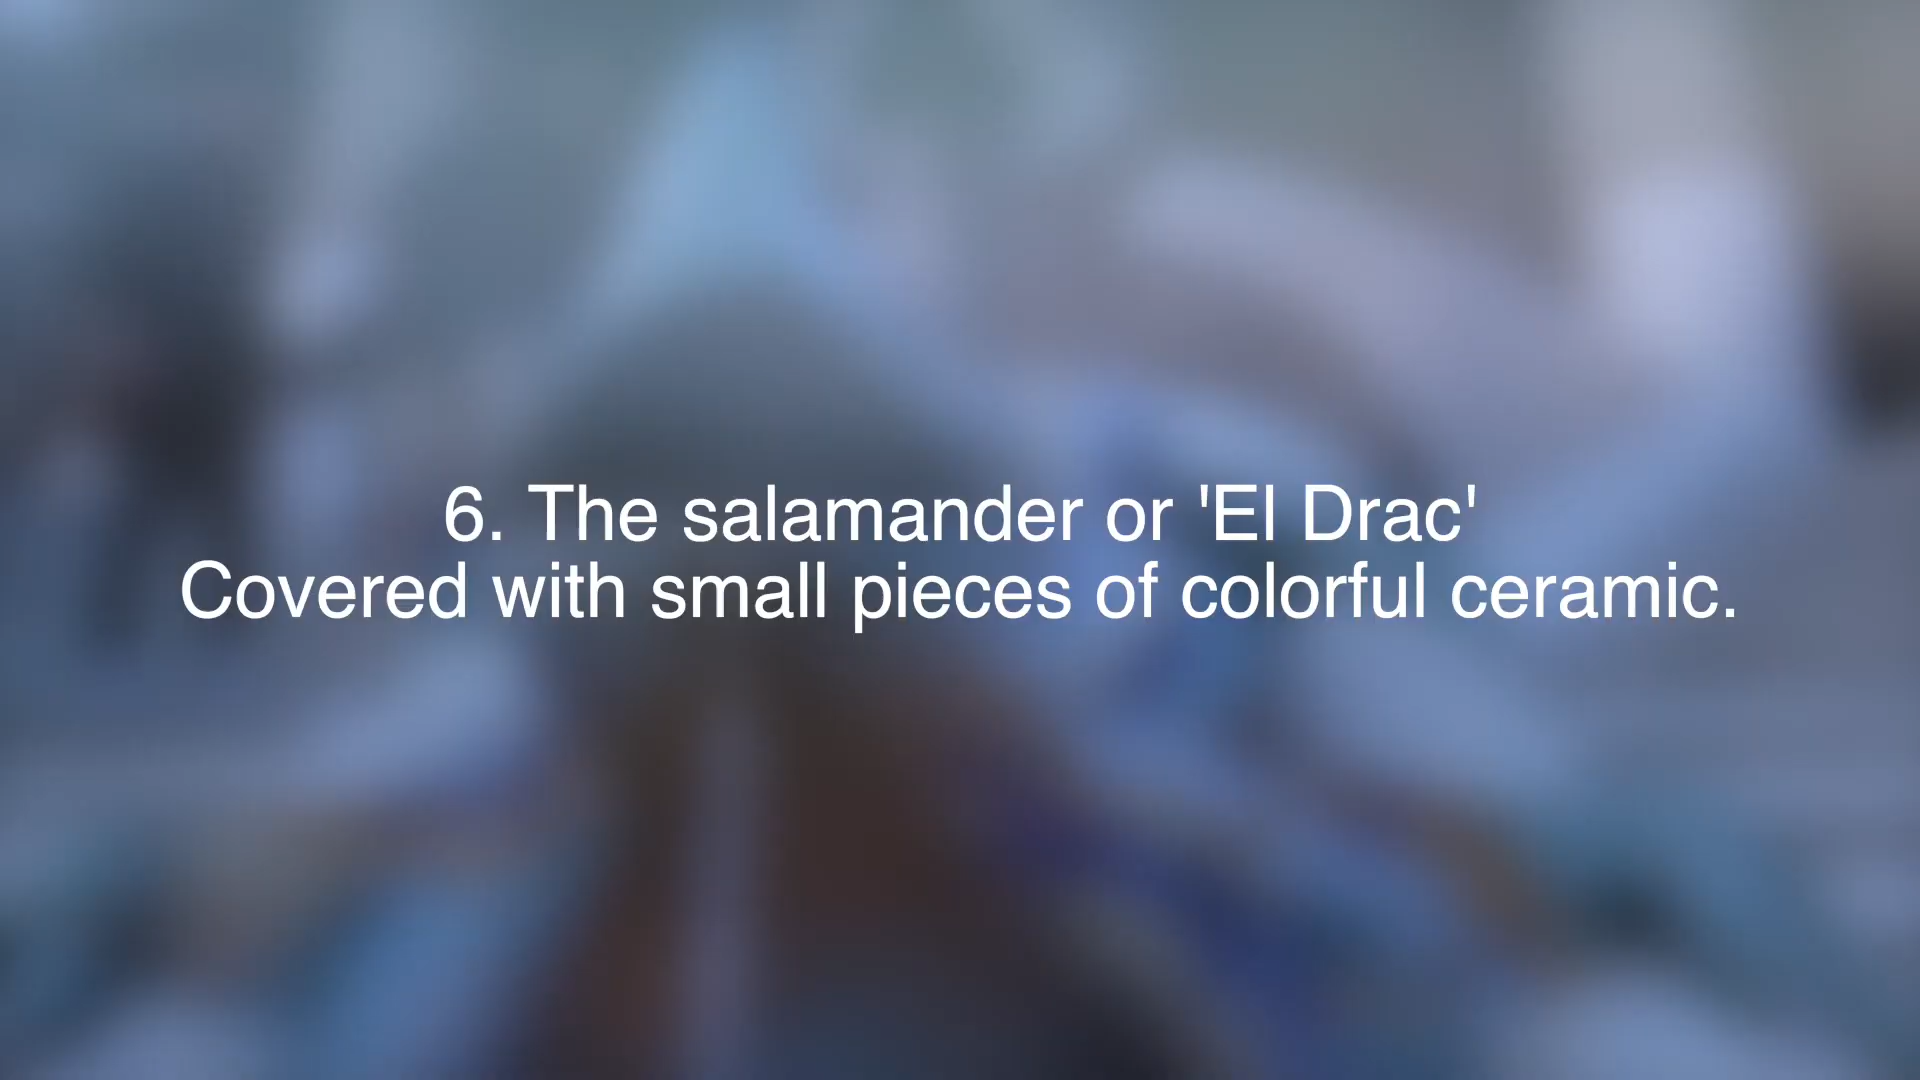 6. The salamander or 'El Drac'
Covered with small pieces of colorful ceramic.